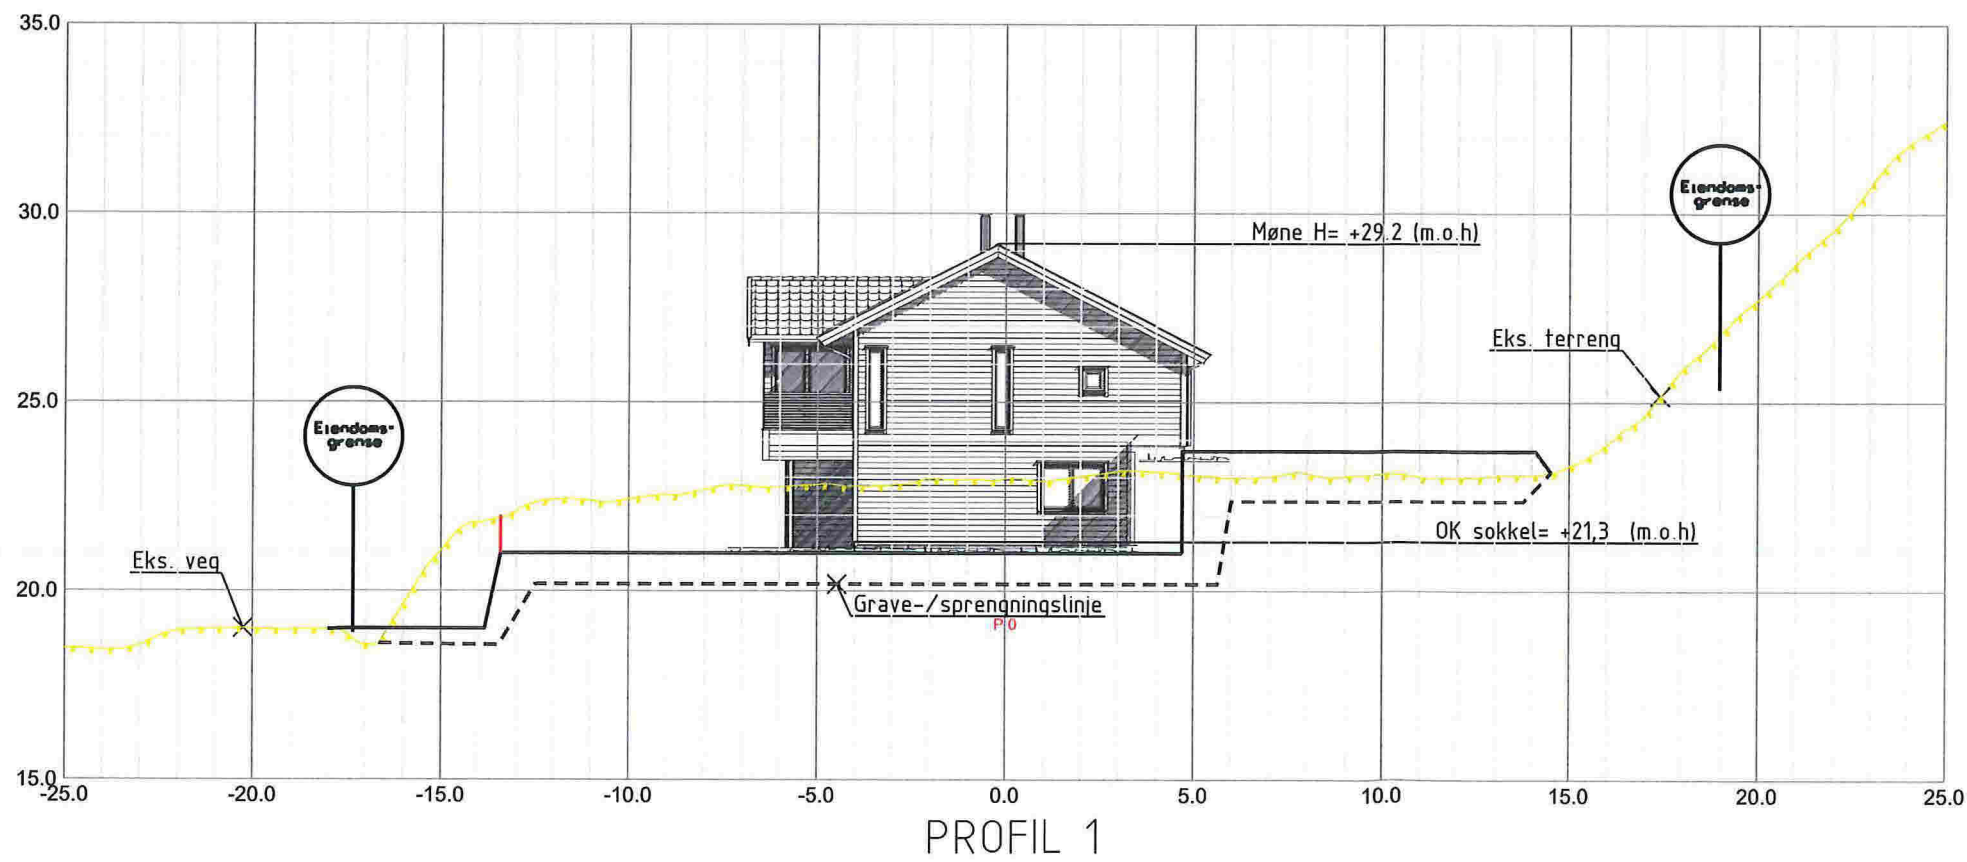 35.0
30.0
Møne H= +29.2 (m.o.h)
Eiendoms-
grense
Eks. terreng
25.0
Eiendoms-
grense
OK sokkel= +21,3 (m.o.h)
Eks. veg
20.0
Grave-/sprengningslinje
P 0
15.0
-25.0 -20.0 -15.0 -10.0 -5.0 0.0 5.0 10.0 15.0 20.0 25.0
PROFIL 1